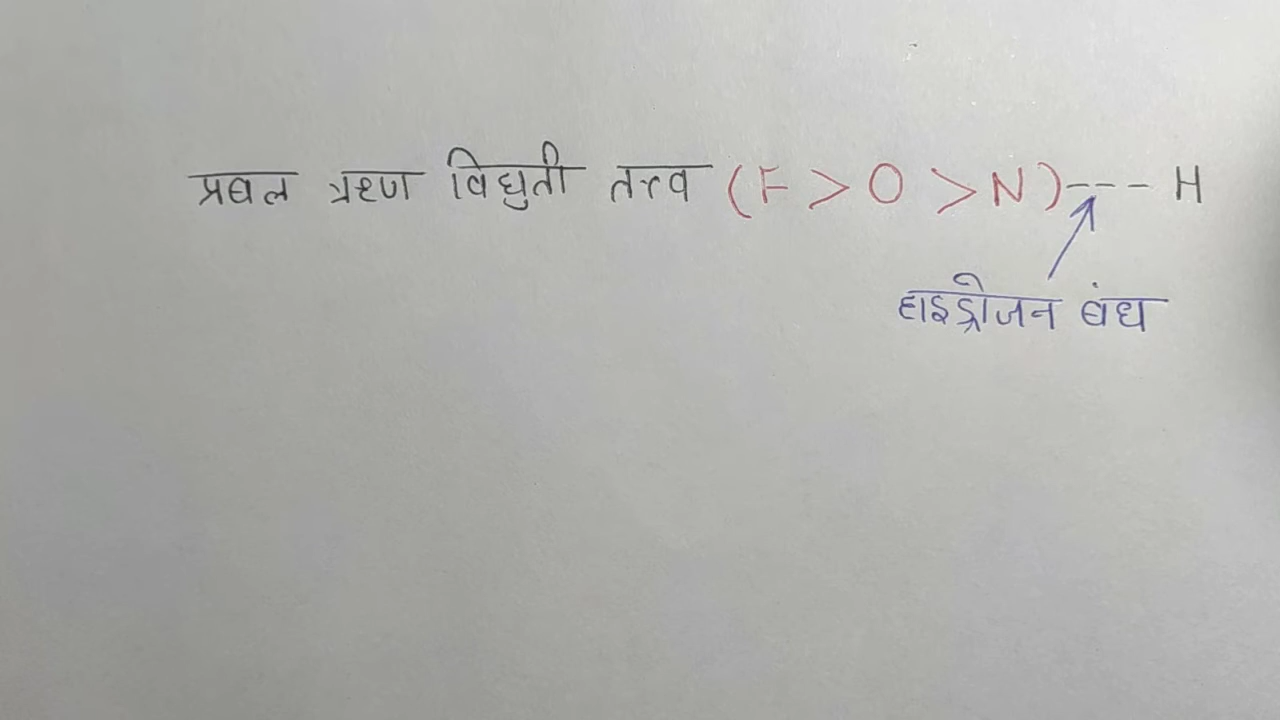 प्रबल ऋण विद्युती तत्त्व (F > O > N)--- H
हाइड्रोजन बंध